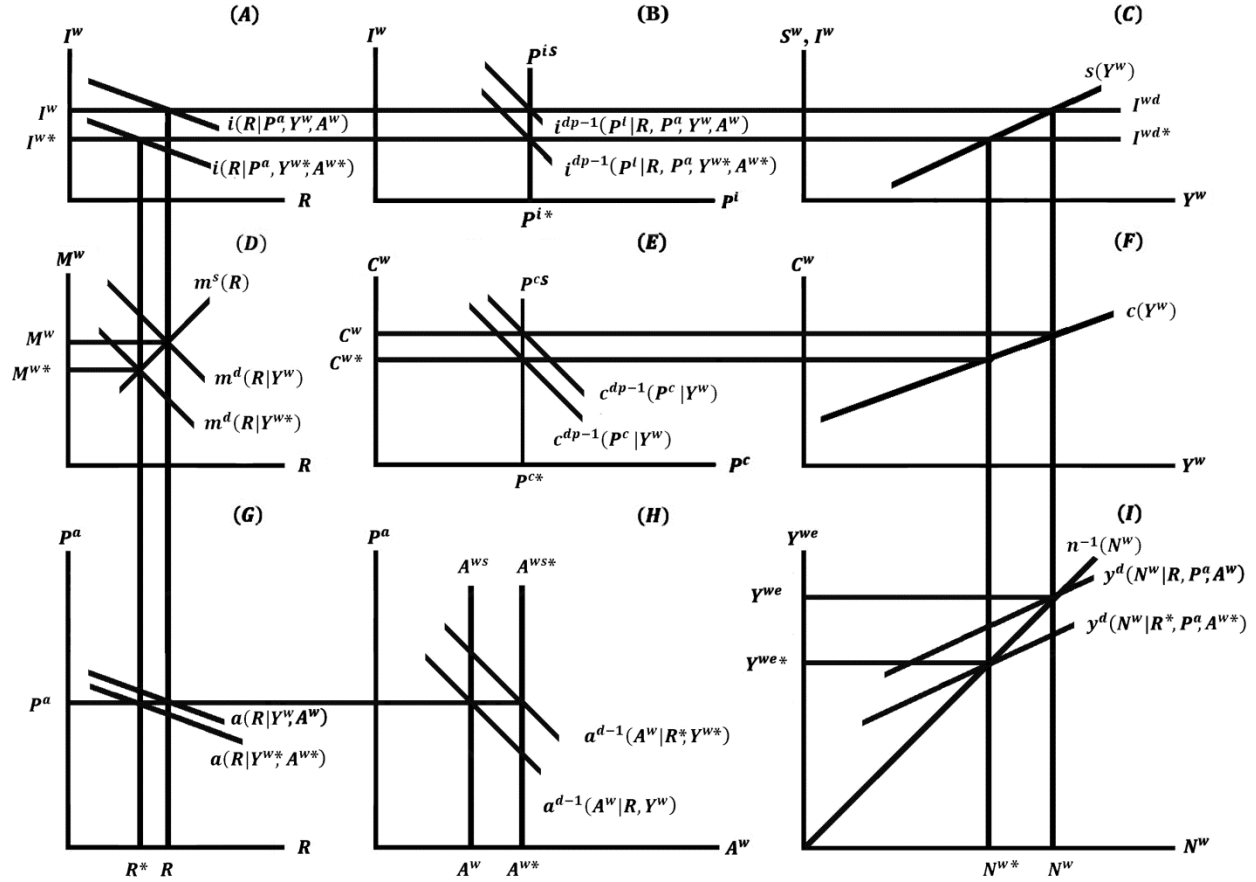 (A)
I^w
I^w
I^{w*}
i(R|P^a, Y^w, A^w)
i(R|P^a, Y^{w*}, A^{w*})
R
(B)
I^w
P^{is}
i^{dp-1}(P^i|R, P^a, Y^w, A^w)
i^{dp-1}(P^i|R, P^a, Y^{w*}, A^{w*})
P^i
P^{i*}
(C)
S^w, I^w
s(Y^w)
I^{wd}
I^{wd*}
Y^w
(D)
M^w
m^s(R)
M^w
M^{w*}
m^d(R|Y^w)
m^d(R|Y^{w*})
R
(E)
C^w
P^{cs}
C^w
C^{w*}
c^{dp-1}(P^c|Y^w)
c^{dp-1}(P^c|Y^w)
P^c
P^{c*}
(F)
C^w
c(Y^w)
Y^w
(G)
P^a
P^a
a(R|Y^w, A^w)
a(R|Y^{w*}, A^{w*})
R
R* R
(H)
P^a
A^{ws} A^{ws*}
a^{d-1}(A^w|R*, Y^{w*})
a^{d-1}(A^w|R, Y^w)
A^w
A^w A^{w*}
(I)
Y^{we}
n^{-1}(N^w)
y^d(N^w|R, P^a, A^w)
Y^{we}
y^d(N^w|R*, P^a, A^{w*})
Y^{we*}
N^w
N^{w*} N^w